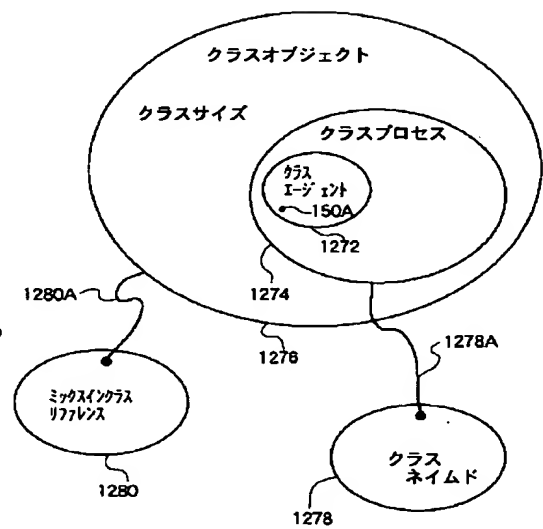 クラスオブジェクト
クラスサイズ
クラスプロセス
クラス
エージェント
150A
1272
1274
1280A
1276
1278A
ミックスインクラス
リファレンス
クラス
ネイムド
1280
1278